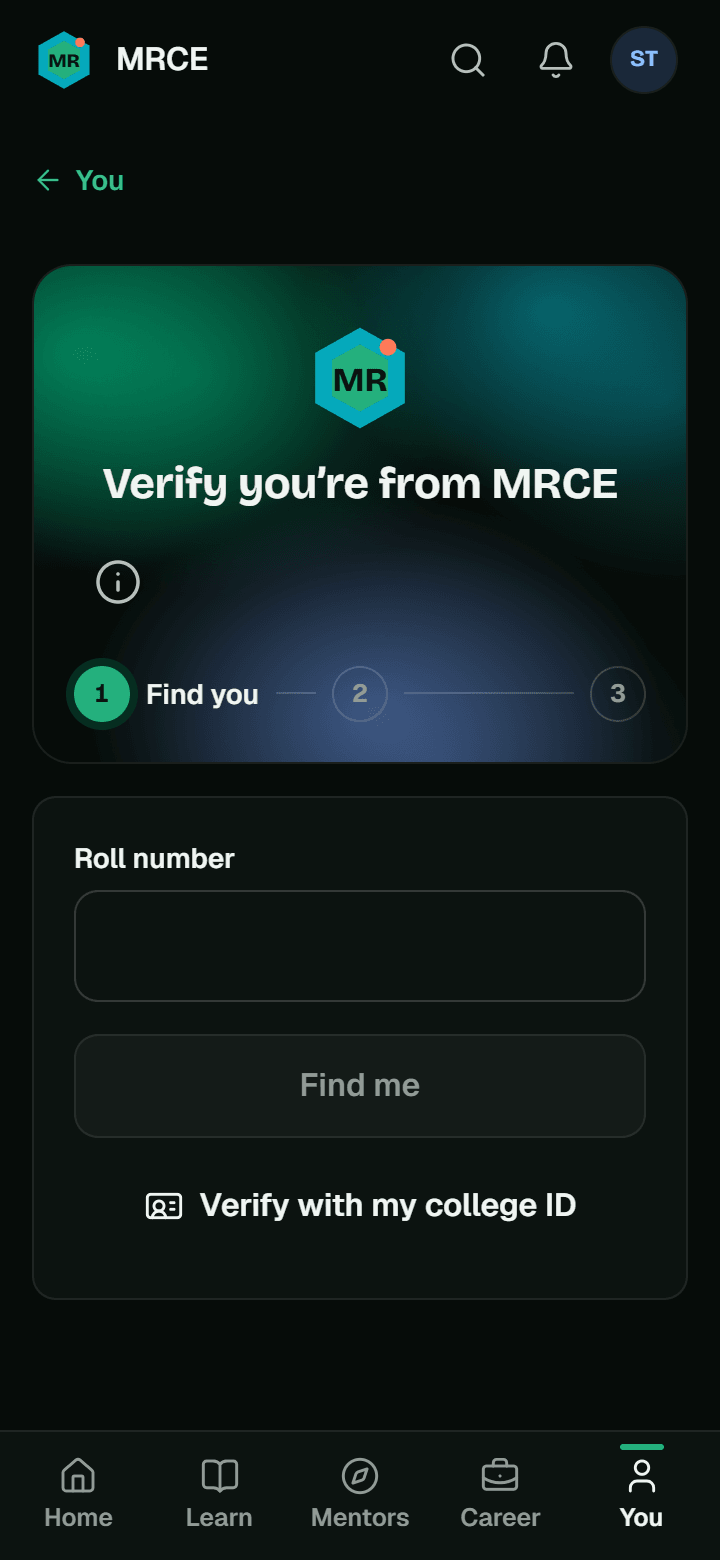 MR MRCE ST
You
MR
Verify you're from MRCE
1 Find you 2 3
Roll number
Find me
Verify with my college ID
Home Learn Mentors Career You